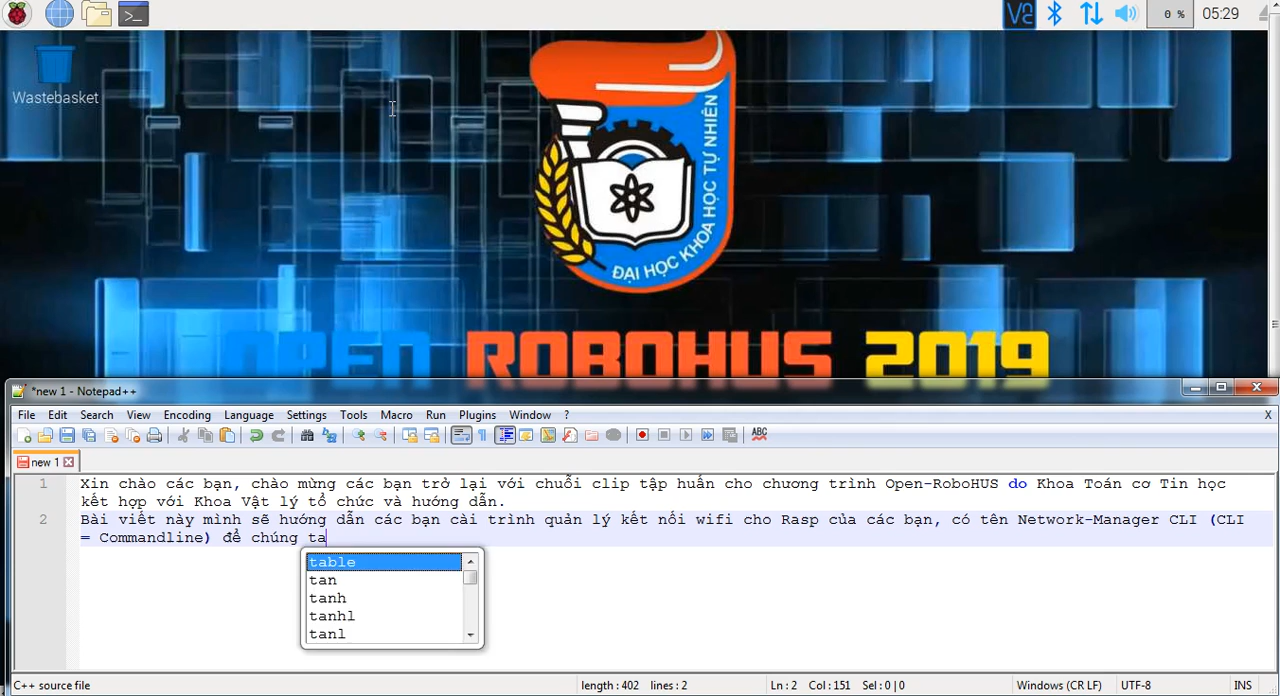 0 %
05:29
Wastebasket
ĐẠI HỌC KHOA HỌC TỰ NHIÊN
OPEN ROBOHUS 2019
*new 1 - Notepad++
File Edit Search View Encoding Language Settings Tools Macro Run Plugins Window ? X
ABC
new 1
1 Xin chào các bạn, chào mừng các bạn trở lại với chuỗi clip tập huấn cho chương trình Open-RoboHUS do Khoa Toán cơ Tin học
kết hợp với Khoa Vật lý tổ chức và hướng dẫn.
2 Bài viết này mình sẽ hướng dẫn các bạn cài trình quản lý kết nối wifi cho Rasp của các bạn, có tên Network-Manager CLI (CLI
= Commandline) để chúng ta
table
tan
tanh
tanhl
tanl
C++ source file length : 402 lines : 2 Ln : 2 Col : 151 Sel : 0 | 0 Windows (CR LF) UTF-8 INS